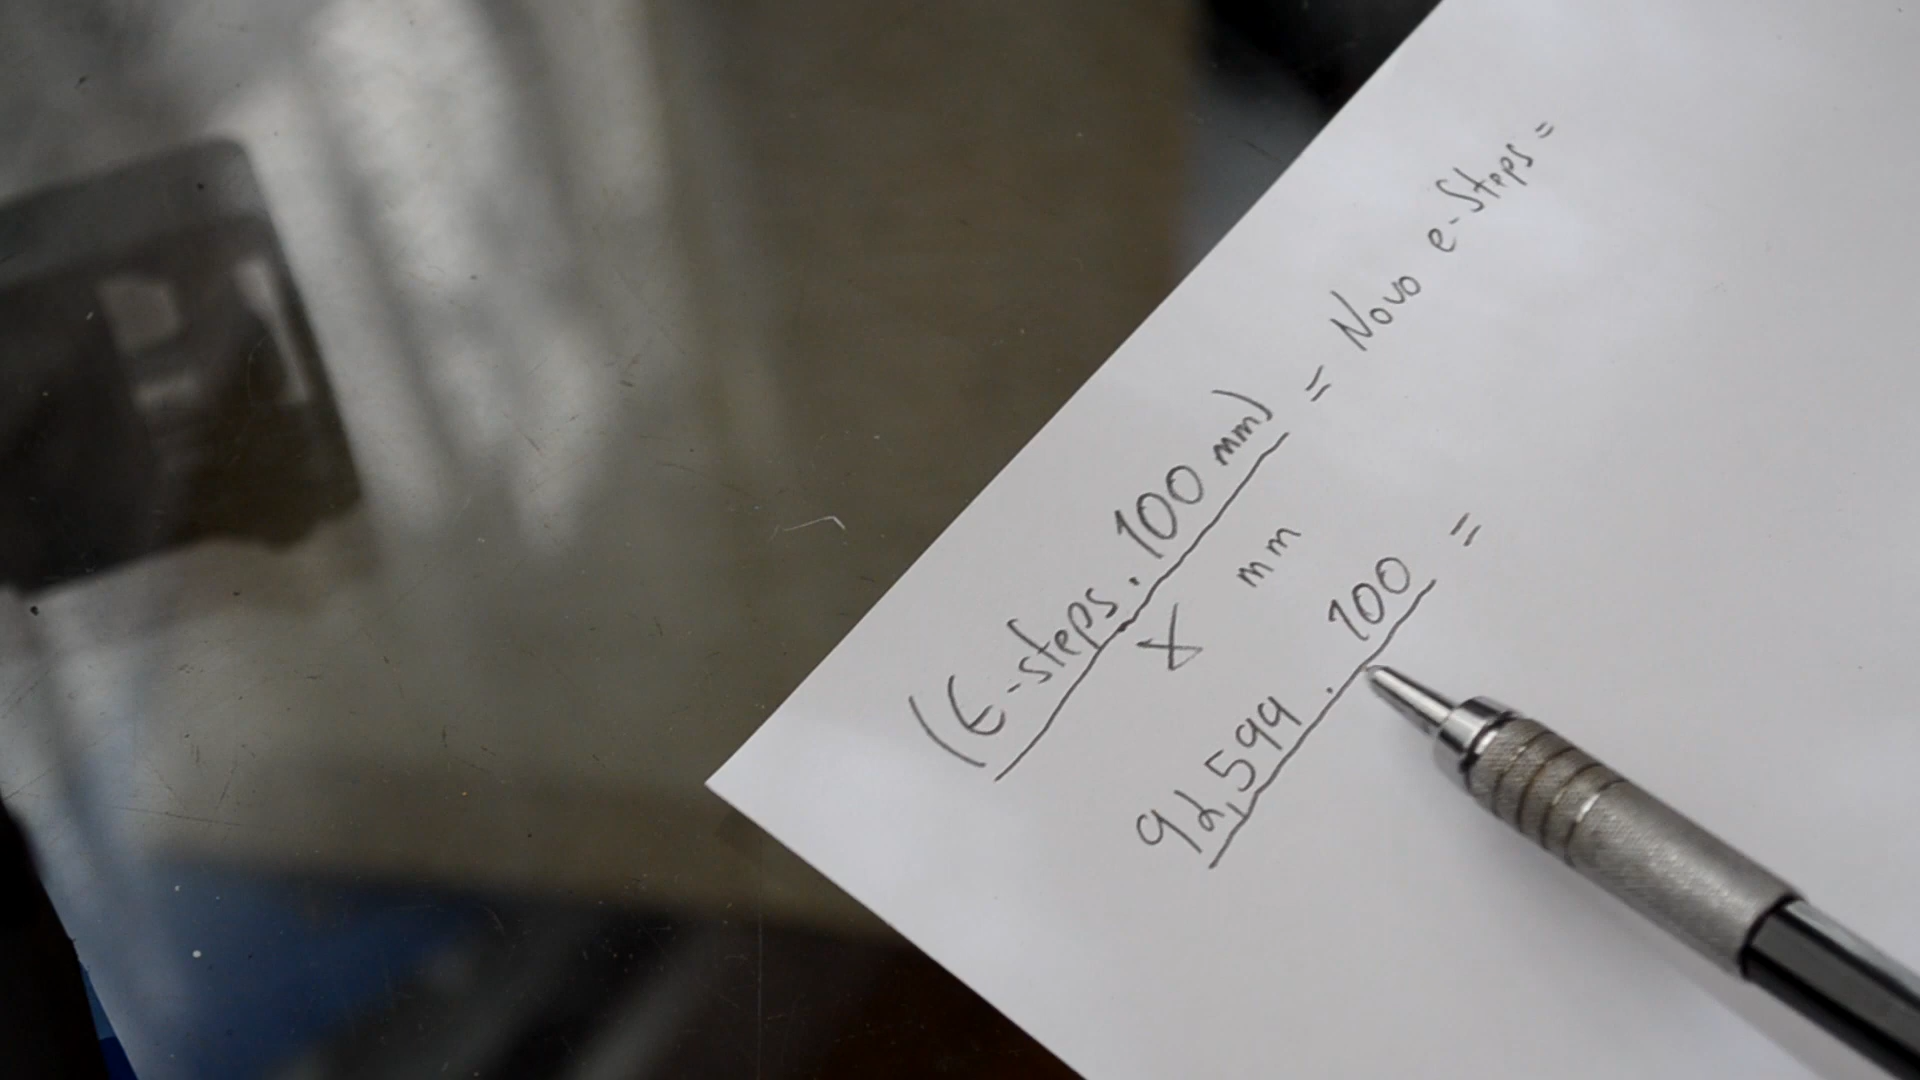 (E-steps . 100 mm) = Novo e-Steps =
X mm
92,599 . 100 =